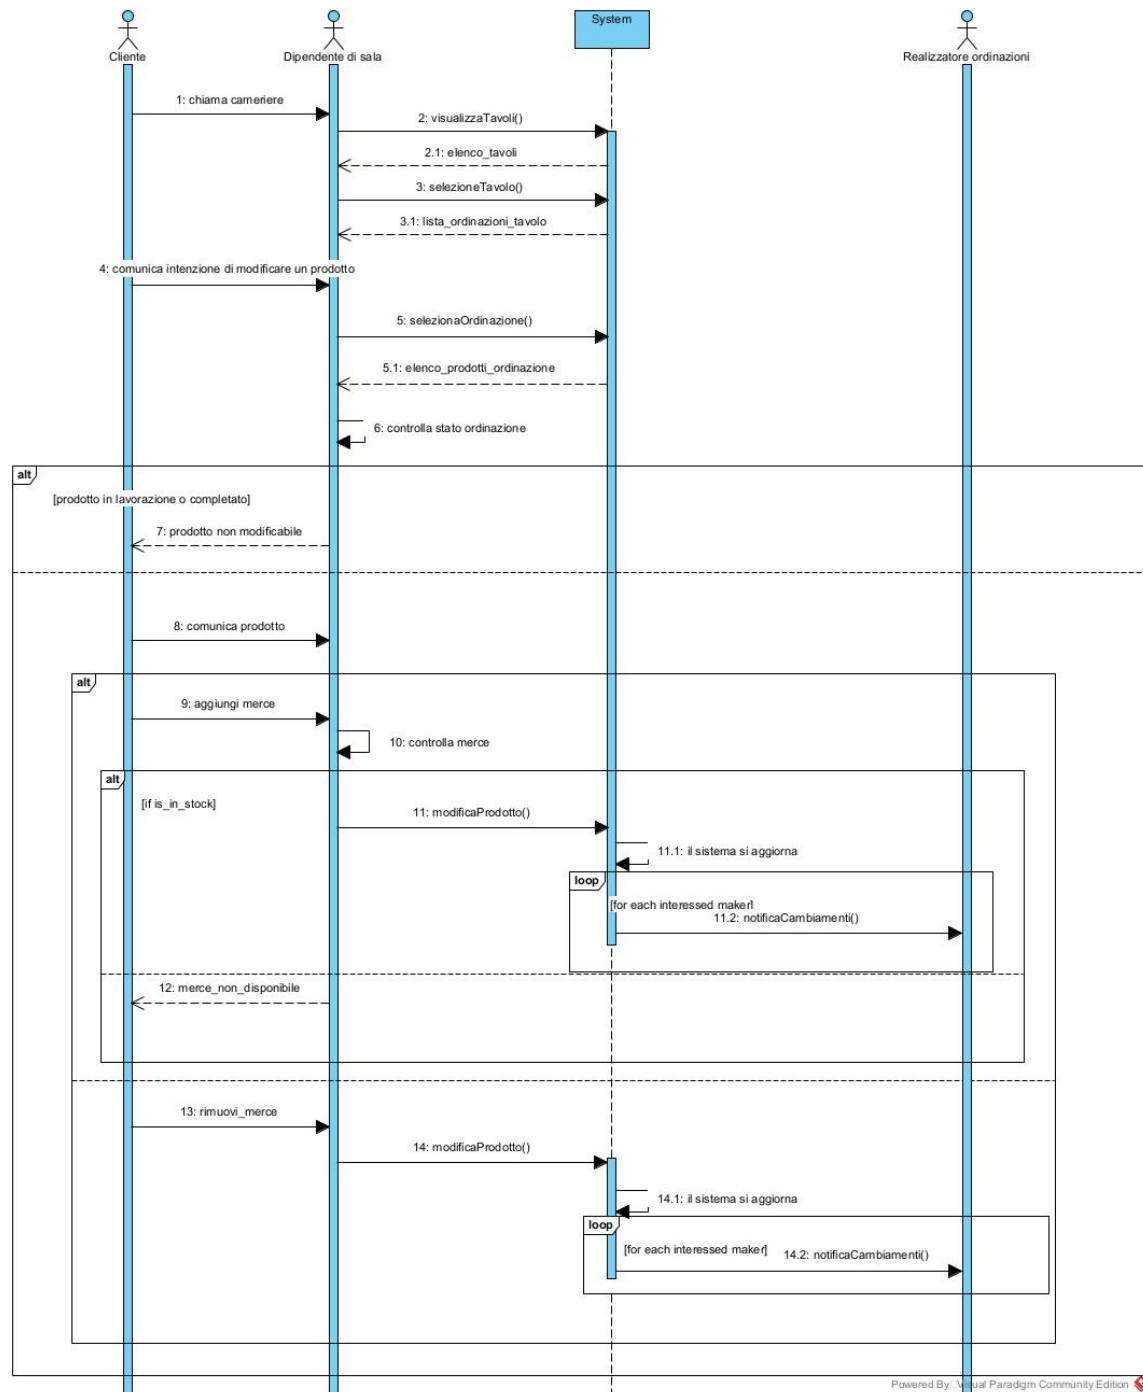 System
Cliente
Dipendente di sala
Realizzatore ordinazioni
1: chiama cameriere
2: visualizzaTavoli()
2.1: elenco_tavoli
3: selezioneTavolo()
3.1: lista_ordinazioni_tavolo
4: comunica intenzione di modificare un prodotto
5: selezionaOrdinazione()
5.1: elenco_prodotti_ordinazione
6: controlla stato ordinazione
alt
[prodotto in lavorazione o completato]
7: prodotto non modificabile
8: comunica prodotto
alt
9: aggiungi merce
10: controlla merce
alt
[if is_in_stock]
11: modificaProdotto()
11.1: il sistema si aggiorna
loop
[for each interessed maker]
11.2: notificaCambiamenti()
12: merce_non_disponibile
13: rimuovi_merce
14: modificaProdotto()
14.1: il sistema si aggiorna
loop
[for each interessed maker]
14.2: notificaCambiamenti()
Powered By Visual Paradigm Community Edition